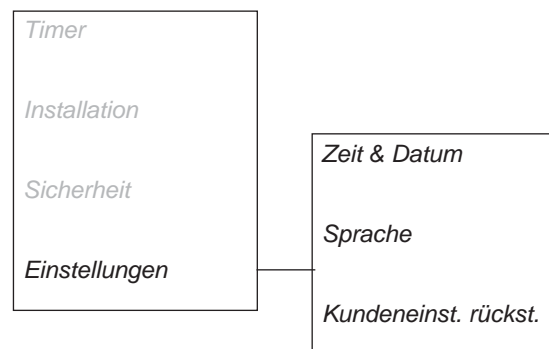 Timer
Installation
Sicherheit
Einstellungen
Zeit & Datum
Sprache
Kundeneinst. rückst.